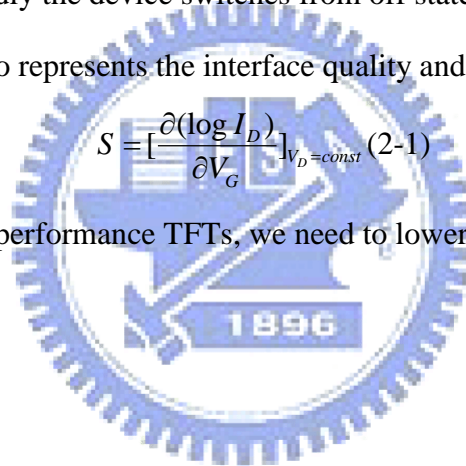 the device switches from off state
represents the interface quality and
S = [∂(log I_D)/∂V_G]_{V_D=const} (2-1)
performance TFTs, we need to lower
1896